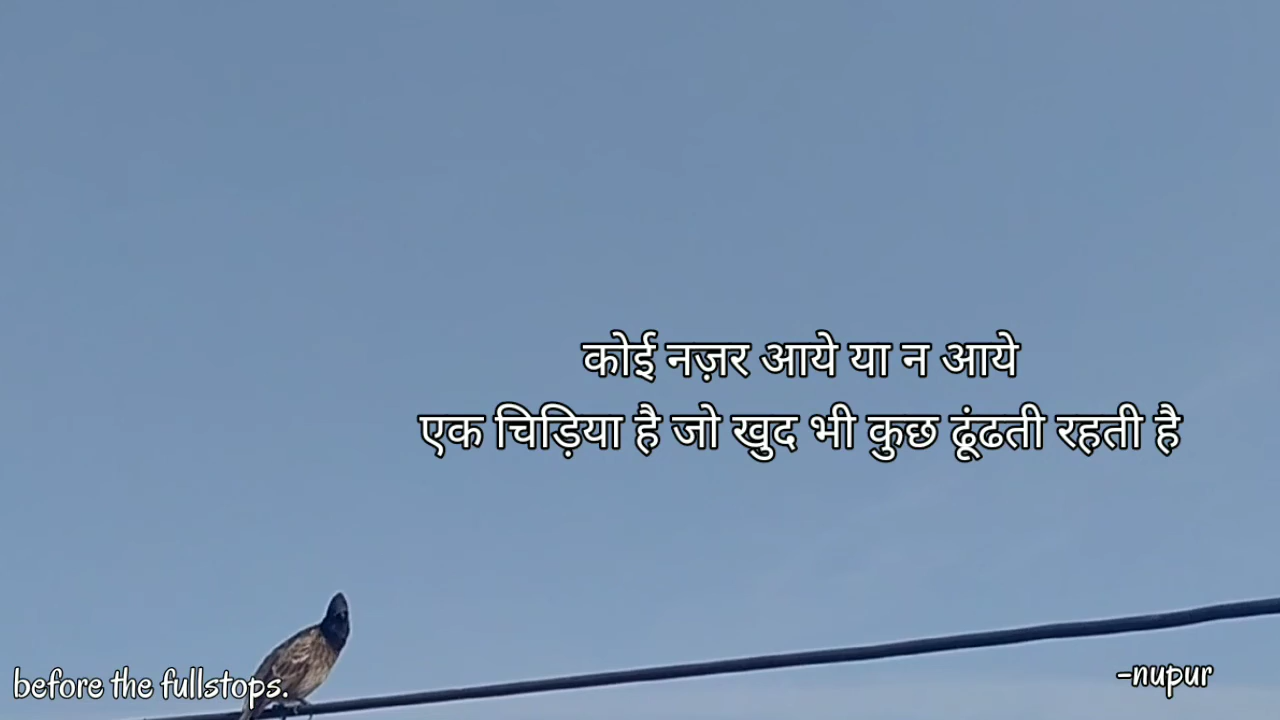 कोई नज़र आये या न आये
एक चिड़िया है जो खुद भी कुछ ढूंढती रहती है
before the fullstops.
-nupur